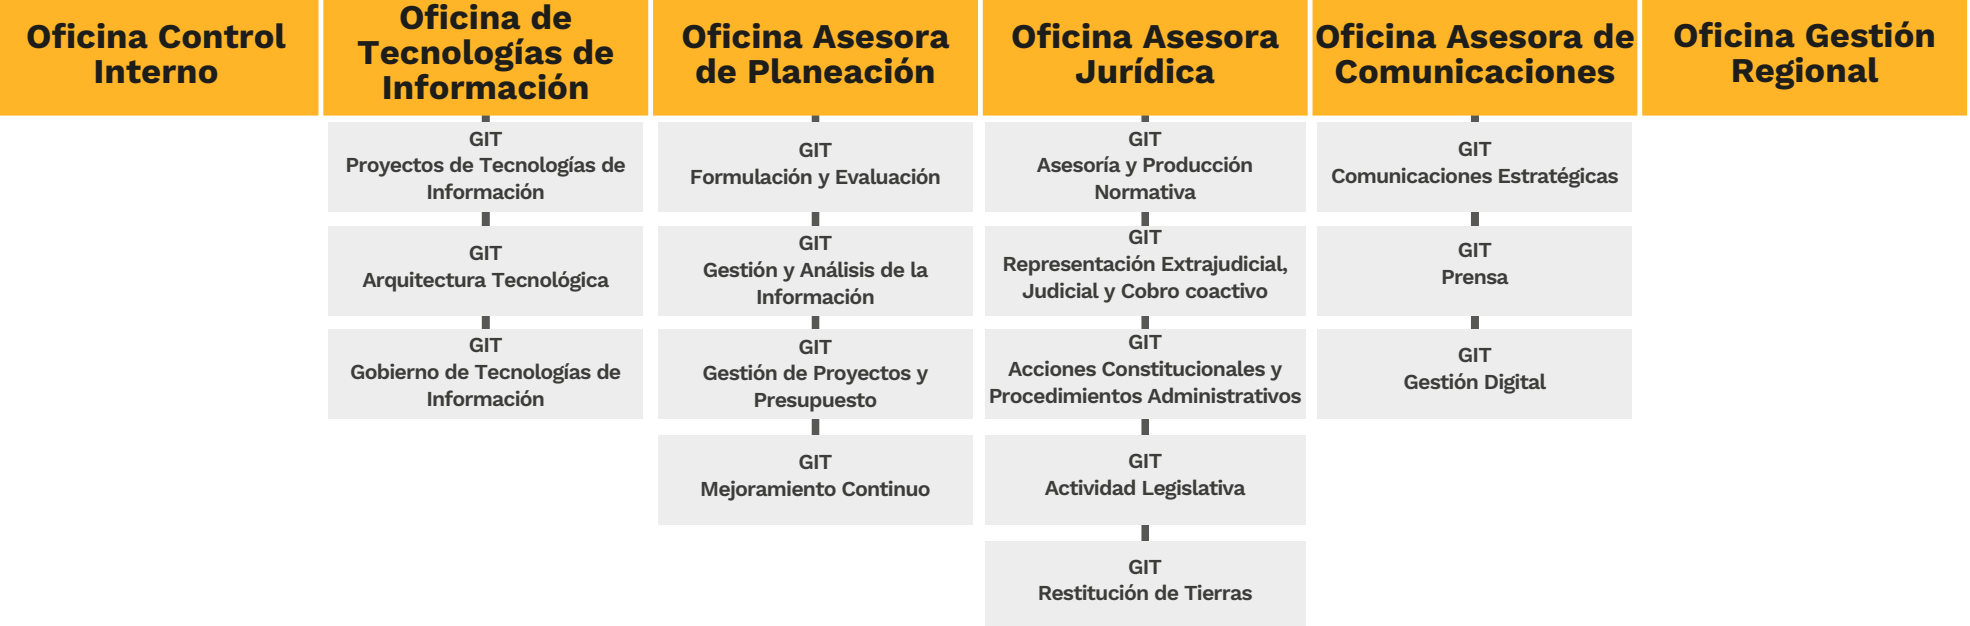 Oficina Control
Interno
Oficina de
Tecnologías de
Información
Oficina Asesora
de Planeación
Oficina Asesora
Jurídica
Oficina Asesora de
Comunicaciones
Oficina Gestión
Regional
GIT
Proyectos de Tecnologías de
Información
GIT
Arquitectura Tecnológica
GIT
Gobierno de Tecnologías de
Información
GIT
Formulación y Evaluación
GIT
Gestión y Análisis de la
Información
GIT
Gestión de Proyectos y
Presupuesto
GIT
Mejoramiento Continuo
GIT
Asesoría y Producción
Normativa
GIT
Representación Extrajudicial,
Judicial y Cobro coactivo
GIT
Acciones Constitucionales y
Procedimientos Administrativos
GIT
Actividad Legislativa
GIT
Restitución de Tierras
GIT
Comunicaciones Estratégicas
GIT
Prensa
GIT
Gestión Digital